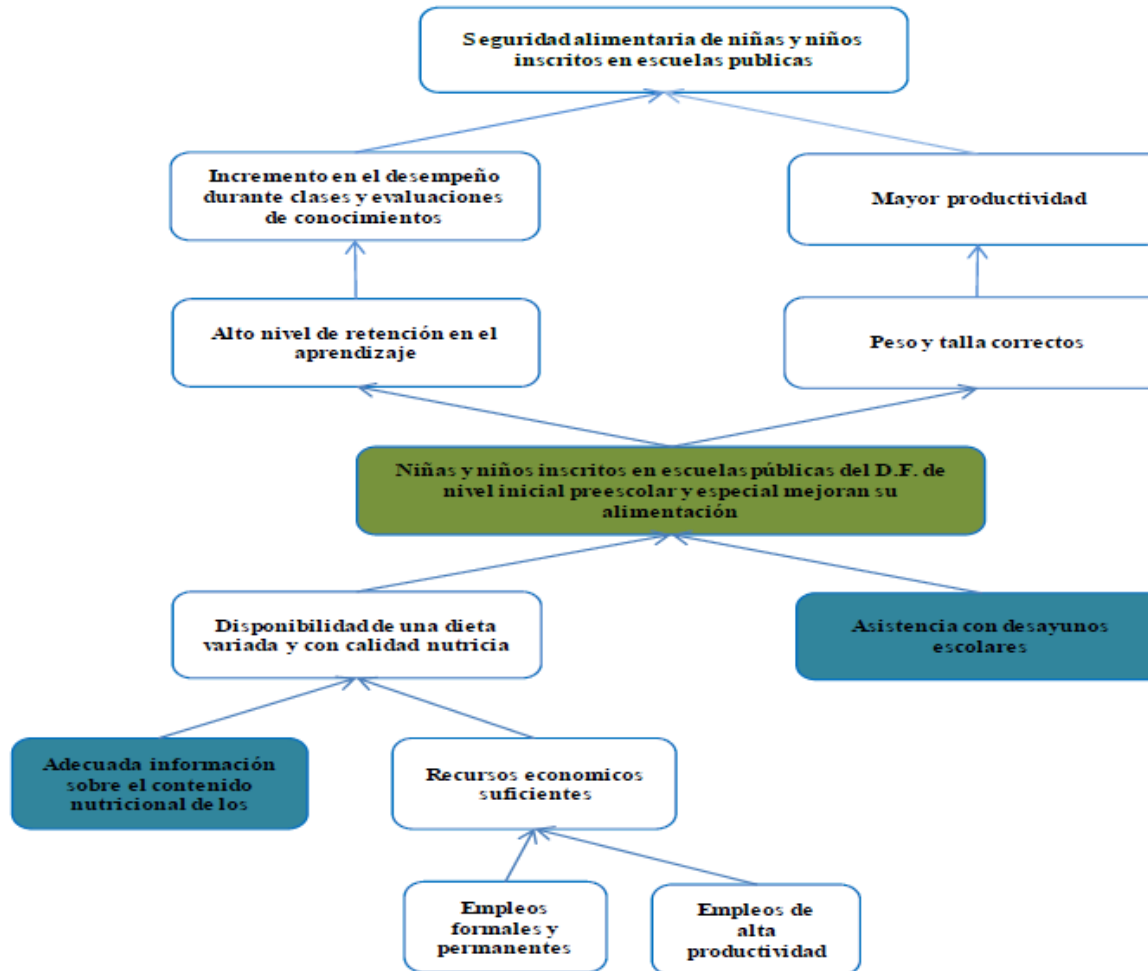 Seguridad alimentaria de niñas y niños
inscritos en escuelas publicas
Incremento en el desempeño
durante clases y evaluaciones
de conocimientos
Mayor productividad
Alto nivel de retención en el
aprendizaje
Peso y talla correctos
Niñas y niños inscritos en escuelas públicas del D.F. de
nivel inicial preescolar y especial mejoran su
alimentación
Disponibilidad de una dieta
variada y con calidad nutricia
Asistencia con desayunos
escolares
Adecuada información
sobre el contenido
nutricional de los
Recursos economicos
suficientes
Empleos
formales y
permanentes
Empleos de
alta
productividad